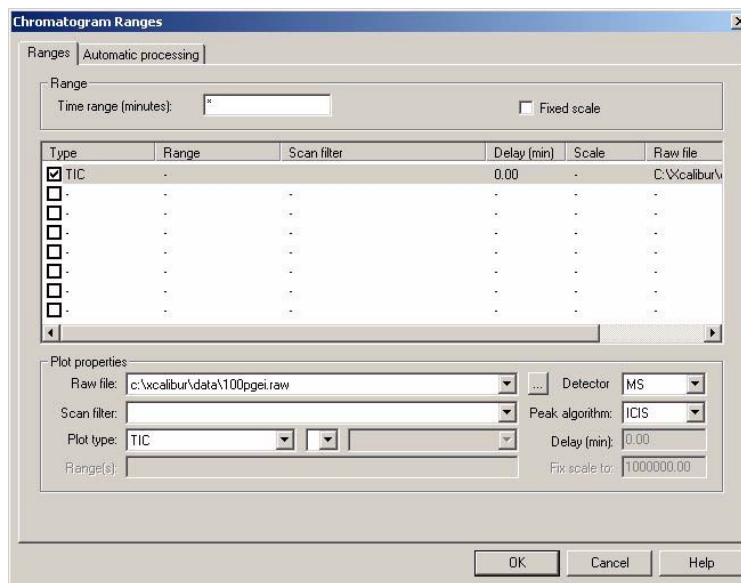 Chromatogram Ranges
Ranges Automatic processing
Range
Time range (minutes): * Fixed scale
Type Range Scan filter Delay (min) Scale Raw file
TIC - 0.00 - C:\Xcalibur\
- - - - - -
- - - - - -
- - - - - -
- - - - - -
- - - - - -
- - - - - -
- - - - - -
Plot properties
Raw file: c:\xcalibur\data\100pgei.raw ... Detector MS
Scan filter: Peak algorithm: ICIS
Plot type: TIC Delay (min): 0.00
Range(s): Fix scale to: 1000000.00
OK Cancel Help